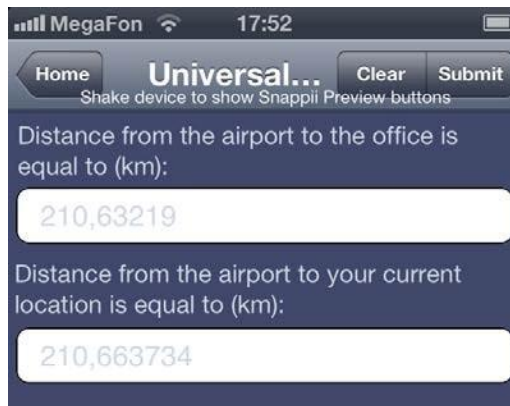 MegaFon 17:52
Home Universal... Clear Submit
Shake device to show Snappii Preview buttons
Distance from the airport to the office is
equal to (km):
210,63219
Distance from the airport to your current
location is equal to (km):
210,663734